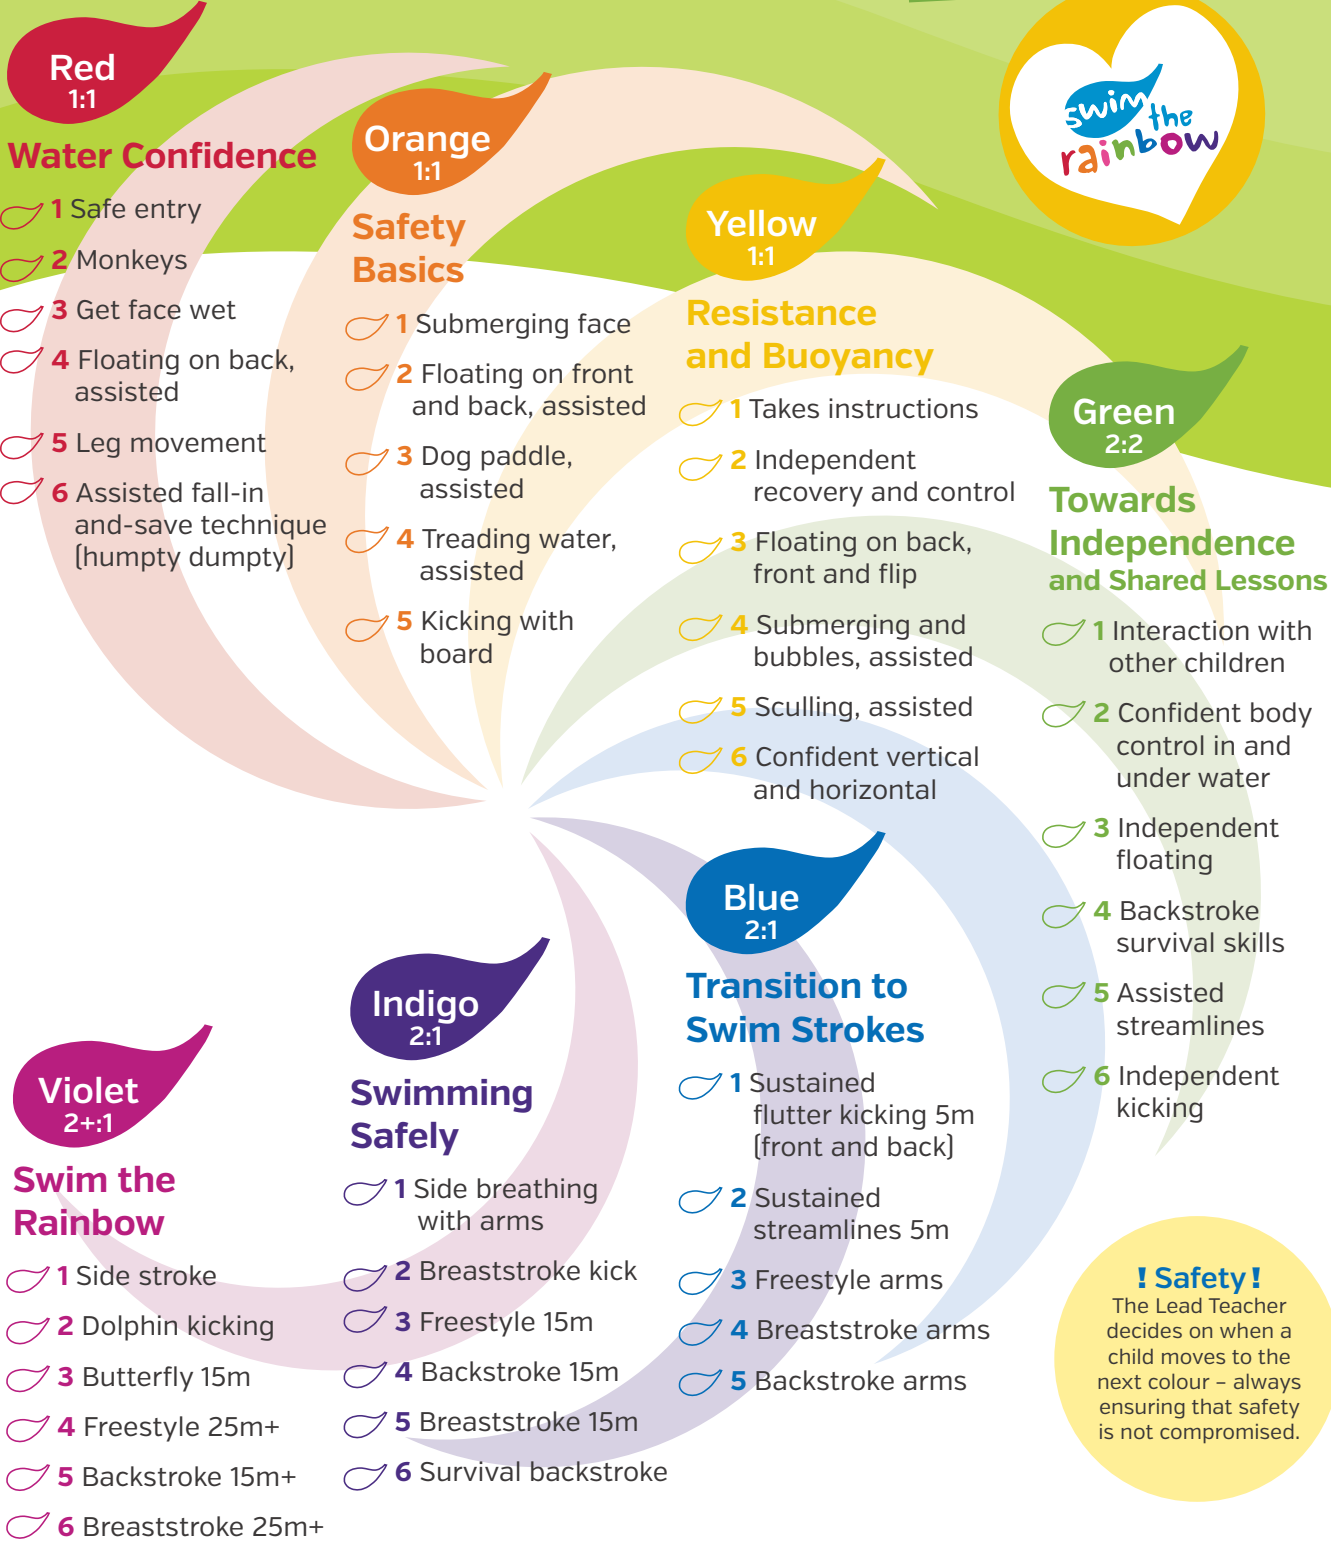 swim
the
rainbow
Red
1:1
Water Confidence
1 Safe entry
2 Monkeys
3 Get face wet
4 Floating on back,
assisted
5 Leg movement
6 Assisted fall-in
and-save technique
(humpty dumpty)
Orange
1:1
Safety
Basics
1 Submerging face
2 Floating on front
and back, assisted
3 Dog paddle,
assisted
4 Treading water,
assisted
5 Kicking with
board
Yellow
1:1
Resistance
and Buoyancy
1 Takes instructions
2 Independent
recovery and control
3 Floating on back,
front and flip
4 Submerging and
bubbles, assisted
5 Sculling, assisted
6 Confident vertical
and horizontal
Green
2:2
Towards
Independence
and Shared Lessons
1 Interaction with
other children
2 Confident body
control in and
under water
3 Independent
floating
4 Backstroke
survival skills
5 Assisted
streamlines
6 Independent
kicking
Blue
2:1
Transition to
Swim Strokes
1 Sustained
flutter kicking 5m
(front and back)
2 Sustained
streamlines 5m
3 Freestyle arms
4 Breaststroke arms
5 Backstroke arms
Indigo
2:1
Swimming
Safely
1 Side breathing
with arms
2 Breaststroke kick
3 Freestyle 15m
4 Backstroke 15m
5 Breaststroke 15m
6 Survival backstroke
Violet
2+:1
Swim the
Rainbow
1 Side stroke
2 Dolphin kicking
3 Butterfly 15m
4 Freestyle 25m+
5 Backstroke 15m+
6 Breaststroke 25m+
! Safety !
The Lead Teacher
decides on when a
child moves to the
next colour – always
ensuring that safety
is not compromised.